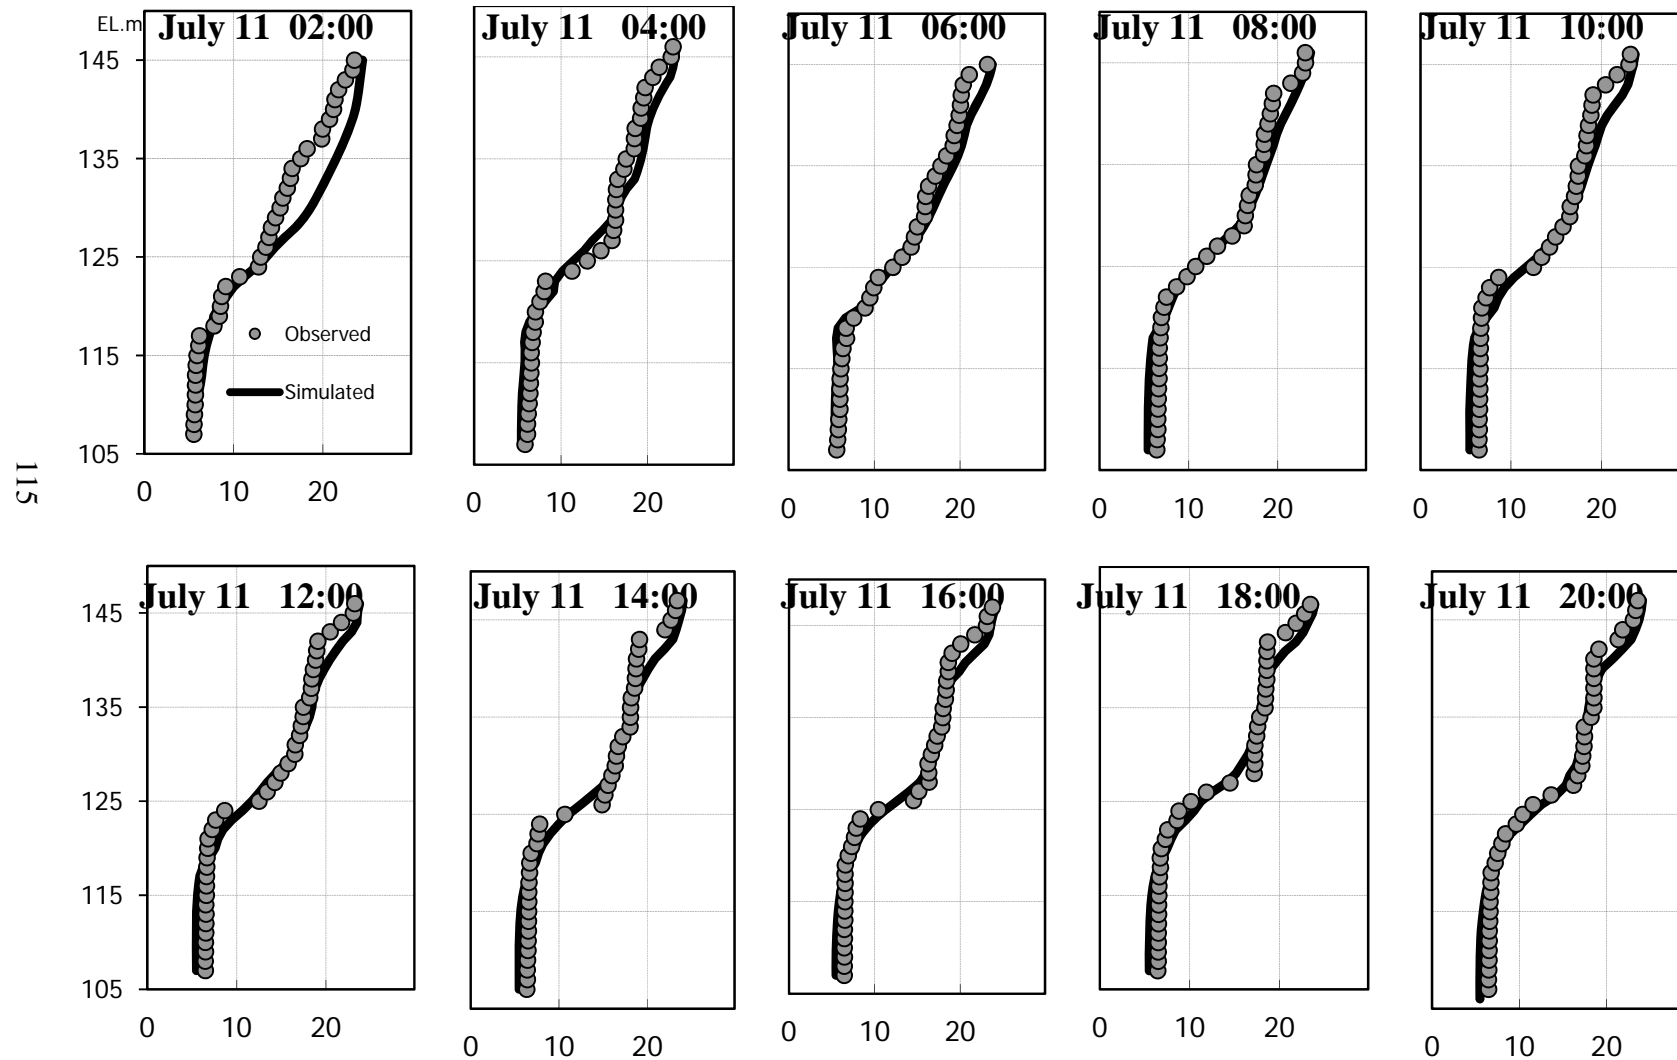 EL.m
July 11 02:00
July 11 04:00
July 11 06:00
July 11 08:00
July 11 10:00
145
135
125
115
105
Observed
Simulated
0 10 20
0 10 20
0 10 20
0 10 20
0 10 20
115
July 11 12:00
July 11 14:00
July 11 16:00
July 11 18:00
July 11 20:00
145
135
125
115
105
0 10 20
0 10 20
0 10 20
0 10 20
0 10 20